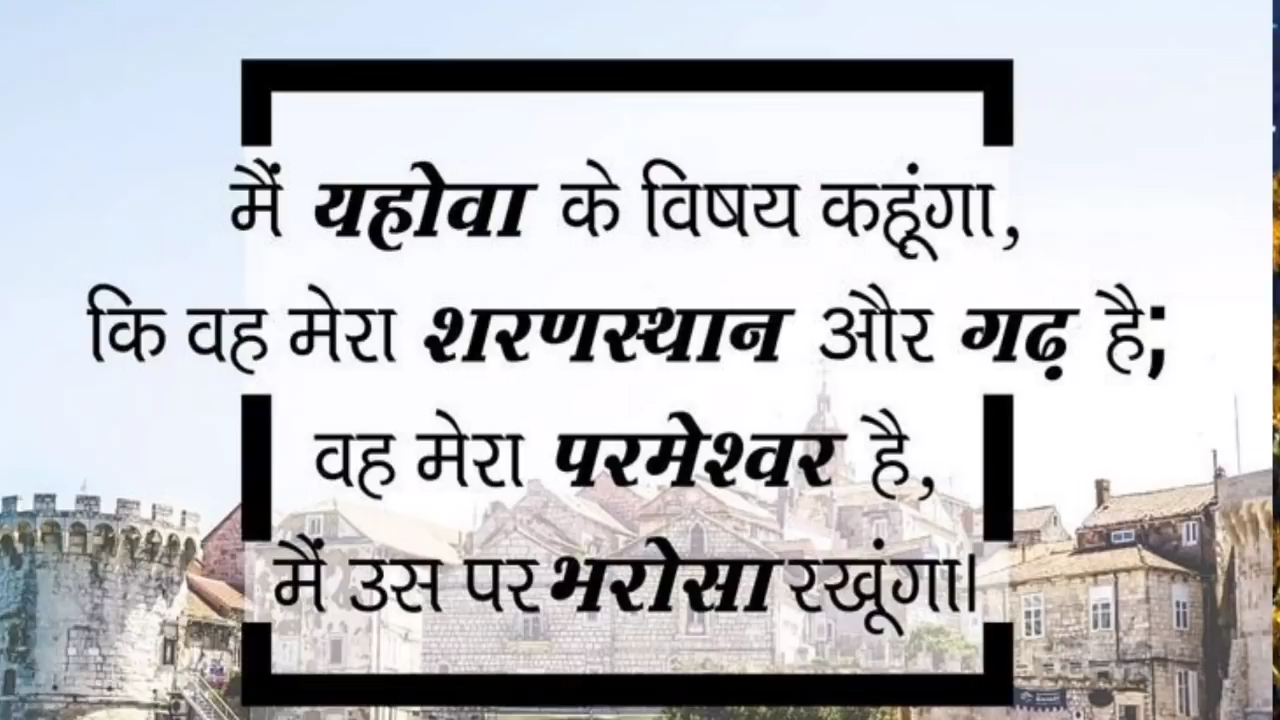 मैं यहोवा के विषय कहूंगा,
कि वह मेरा शरणस्थान और गढ़ है;
वह मेरा परमेश्वर है,
मैं उस पर भरोसा रखूंगा।